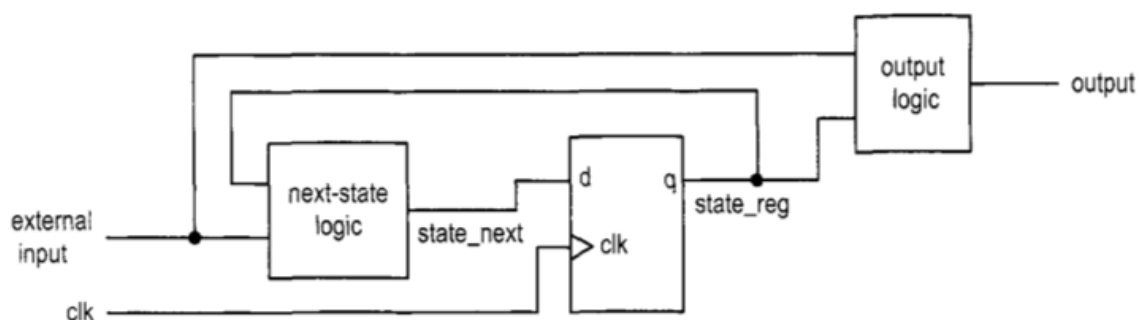 output
logic
output
next-state
logic
d
q
state_reg
external
input
state_next
clk
clk